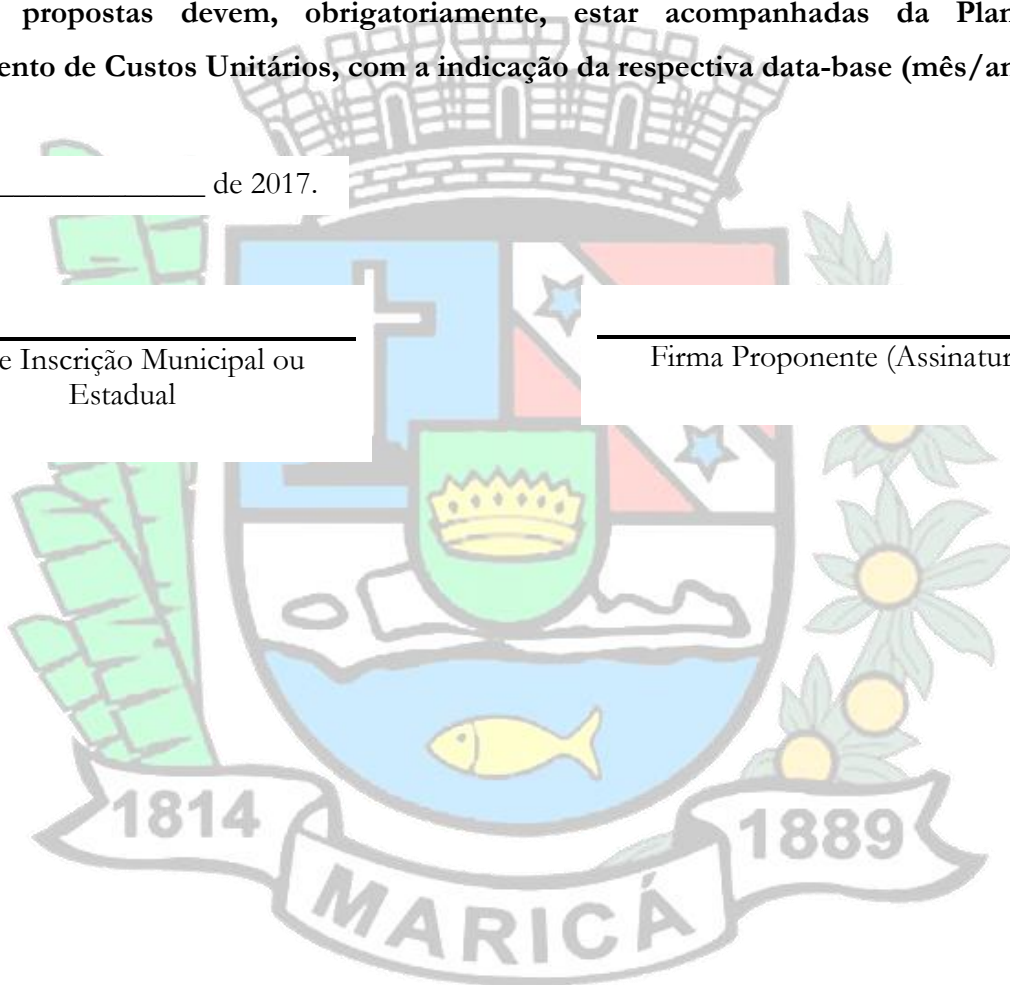 propostas devem, obrigatoriamente, estar acompanhadas da Plan
ento de Custos Unitários, com a indicação da respectiva data-base (mês/an
______________ de 2017.
e Inscrição Municipal ou
Estadual
Firma Proponente (Assinatur
1814
1889
MARICÁ